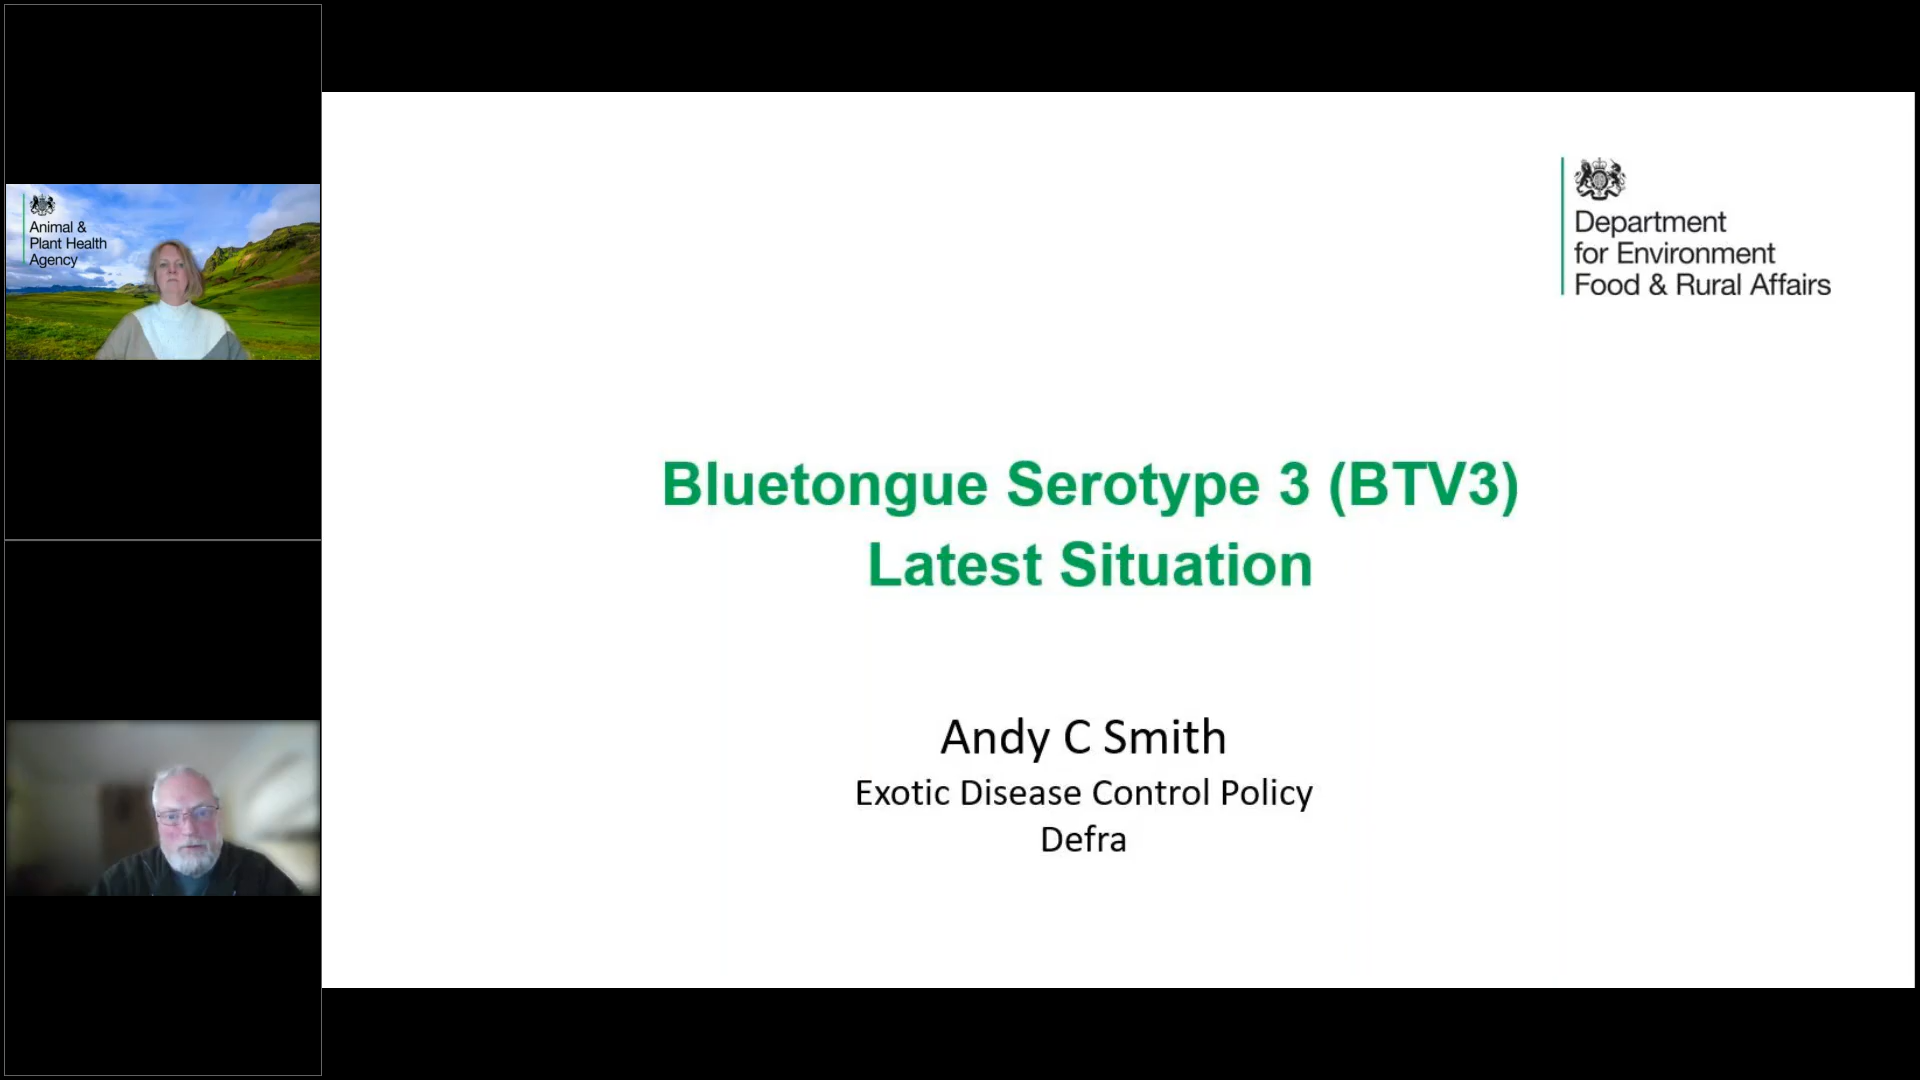 Animal &
Plant Health
Agency
Department
for Environment
Food & Rural Affairs
Bluetongue Serotype 3 (BTV3)
Latest Situation
Andy C Smith
Exotic Disease Control Policy
Defra